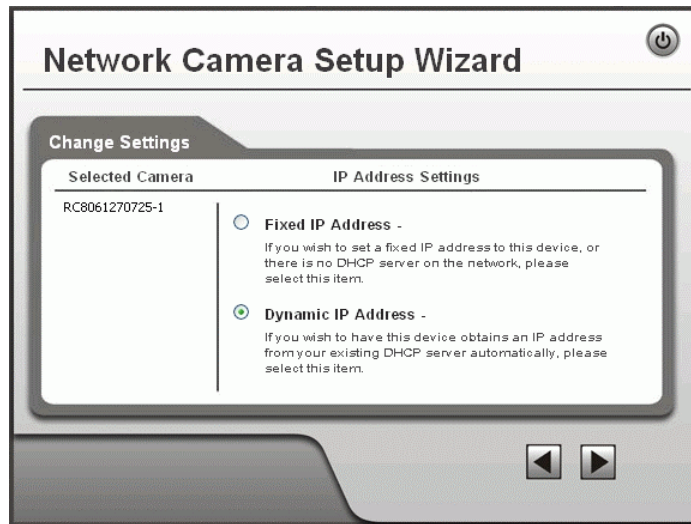 Network Camera Setup Wizard
Change Settings
Selected Camera
IP Address Settings
RC8061270725-1
Fixed IP Address -
If you wish to set a fixed IP address to this device, or
there is no DHCP server on the network, please
select this item.
Dynamic IP Address -
If you wish to have this device obtains an IP address
from your existing DHCP server automatically, please
select this item.